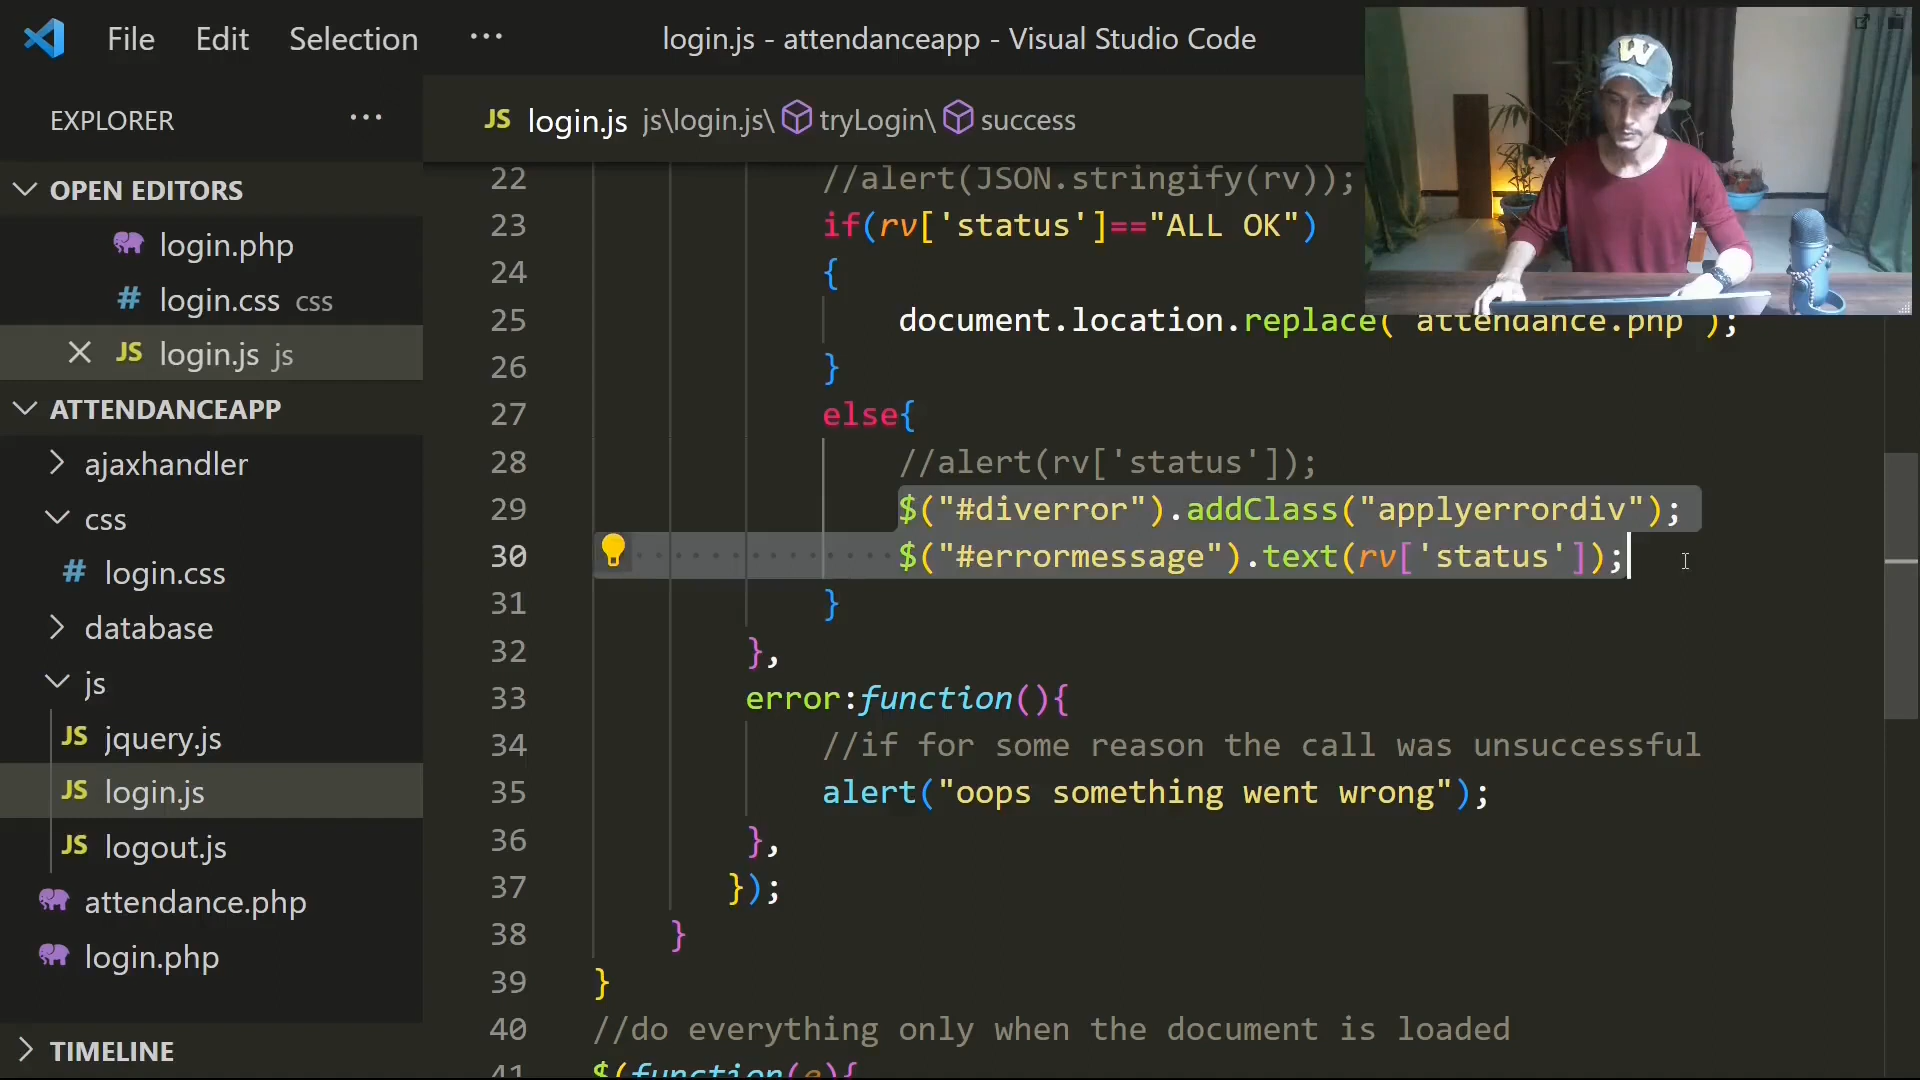 File Edit Selection ··· login.js - attendanceapp - Visual Studio Code
W
EXPLORER ···
OPEN EDITORS
login.php
# login.css css
JS login.js js
ATTENDANCEAPP
ajaxhandler
css
# login.css
database
js
JS jquery.js
JS login.js
JS logout.js
attendance.php
login.php
TIMELINE
JS login.js js\login.js\ tryLogin\ success
22 //alert(JSON.stringify(rv));
23 if(rv['status']=="ALL OK")
24 {
25 document.location.replace( attendance.php );
26 }
27 else{
28 //alert(rv['status']);
29 $("#diverror").addClass("applyerrordiv");
30 $("#errormessage").text(rv['status']);
31 }
32 },
33 error:function(){
34 //if for some reason the call was unsuccessful
35 alert("oops something went wrong");
36 },
37 });
38 }
39 }
40 //do everything only when the document is loaded
41 $(function(e){